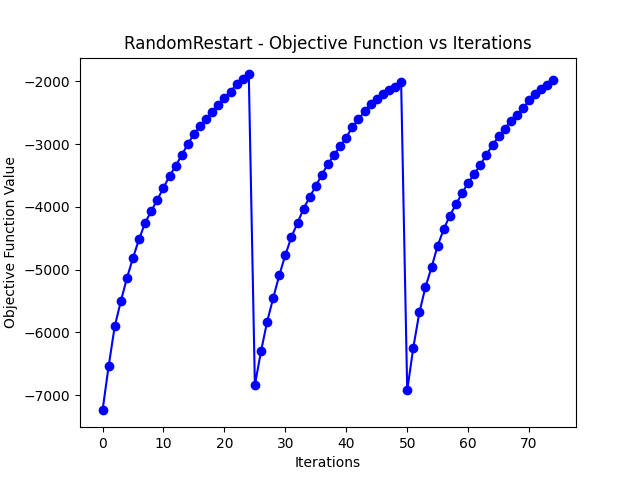 RandomRestart - Objective Function vs Iterations
Objective Function Value
−2000
−3000
−4000
−5000
−6000
−7000
0 10 20 30 40 50 60 70
Iterations